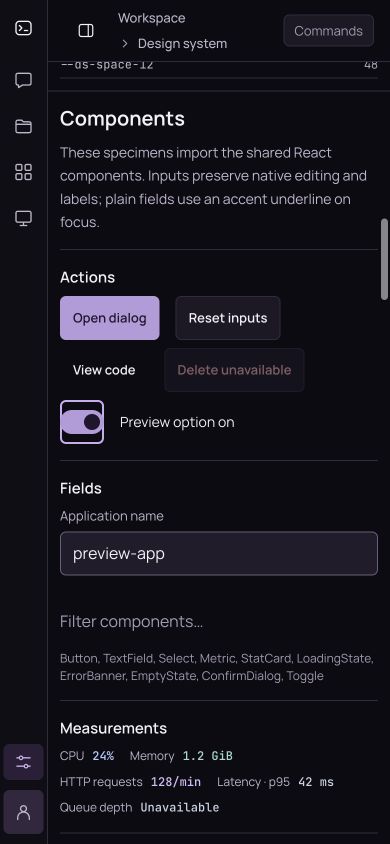 Workspace
Design system
Commands
--ds-space-12 48
Components
These specimens import the shared React
components. Inputs preserve native editing and
labels; plain fields use an accent underline on
focus.
Actions
Open dialog Reset inputs
View code Delete unavailable
Preview option on
Fields
Application name
preview-app
Filter components…
Button, TextField, Select, Metric, StatCard, LoadingState,
ErrorBanner, EmptyState, ConfirmDialog, Toggle
Measurements
CPU 24% Memory 1.2 GiB
HTTP requests 128/min Latency · p95 42 ms
Queue depth Unavailable